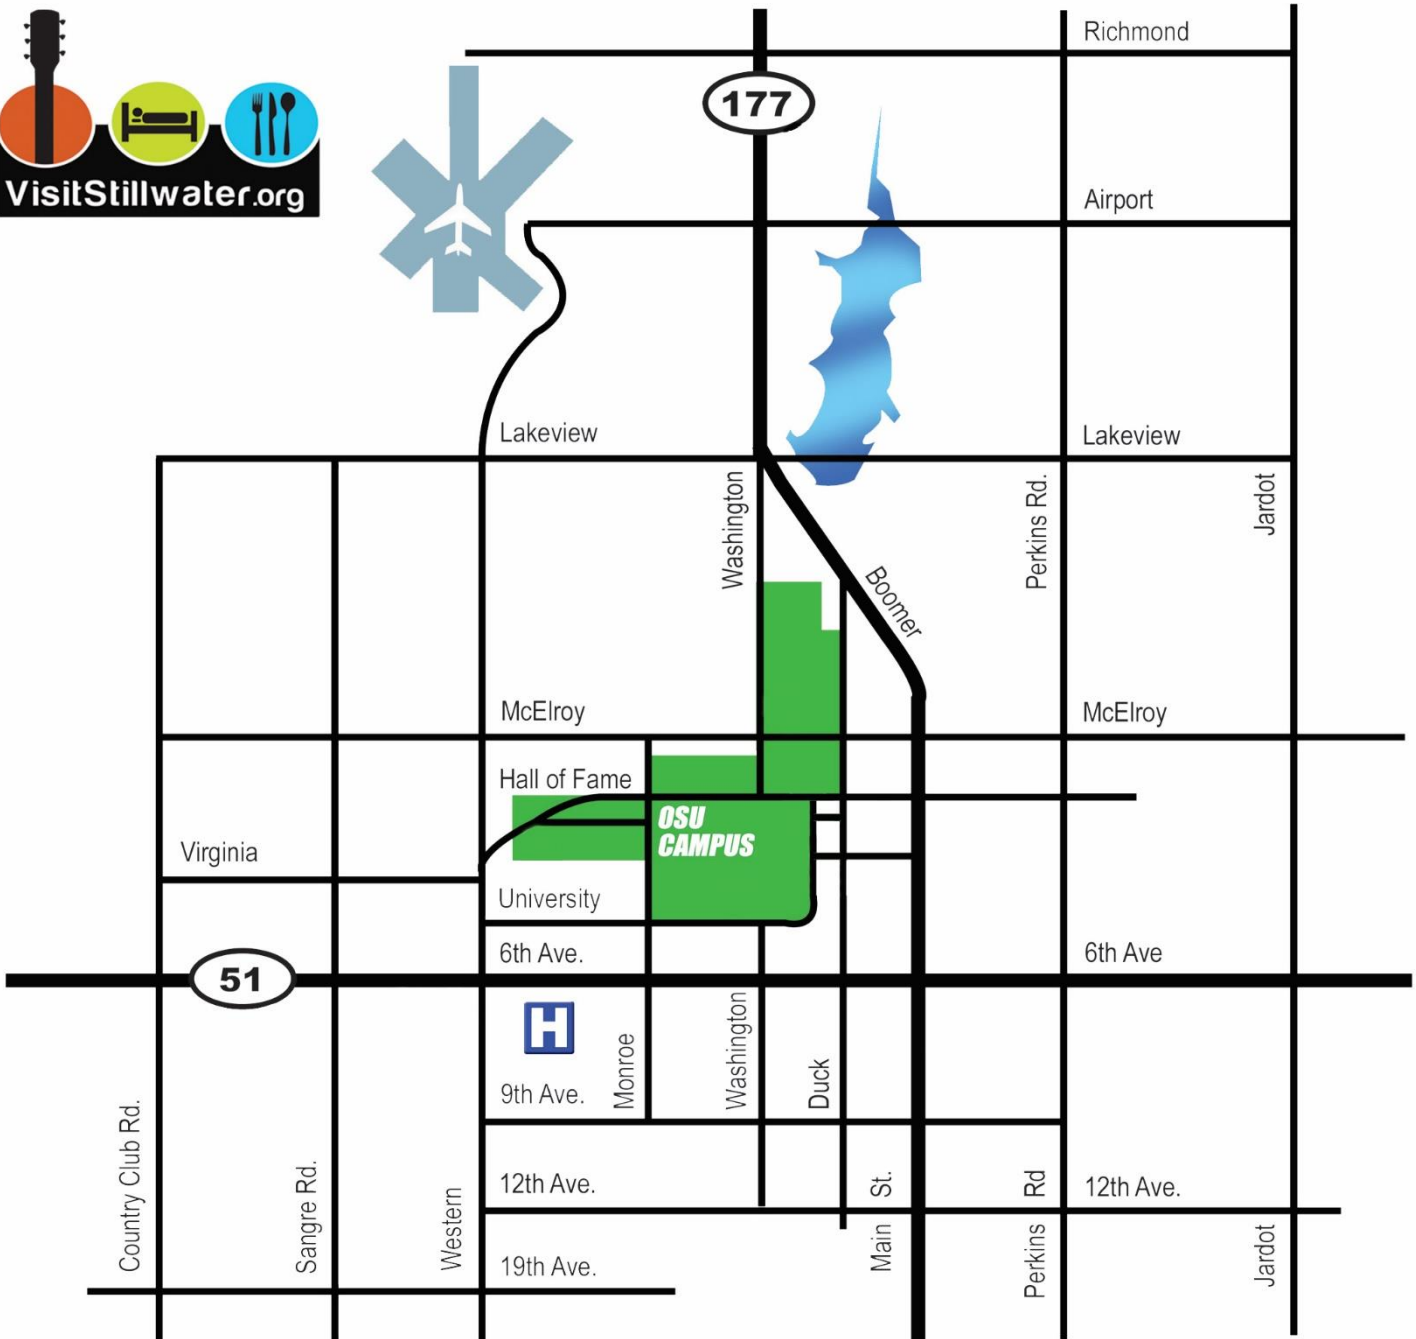 Richmond
177
VisitStillwater.org
Airport
Lakeview
Lakeview
Washington
Perkins Rd.
Jardot
Boomer
McElroy
McElroy
Hall of Fame
OSU
CAMPUS
Virginia
University
6th Ave.
6th Ave
51
H
Monroe
Washington
Duck
9th Ave.
Country Club Rd.
Sangre Rd.
Western
12th Ave.
Main St.
Perkins Rd
12th Ave.
Jardot
19th Ave.